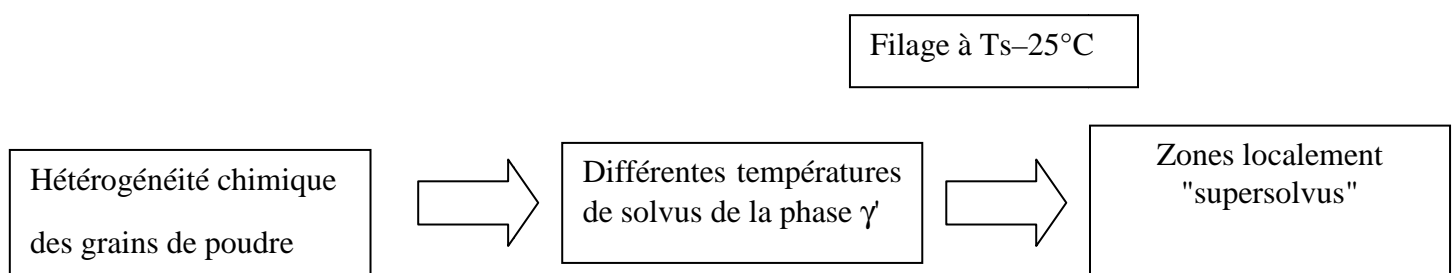 Filage à Ts–25°C
Hétérogénéité chimique
des grains de poudre
Différentes températures
de solvus de la phase γ'
Zones localement
"supersolvus"